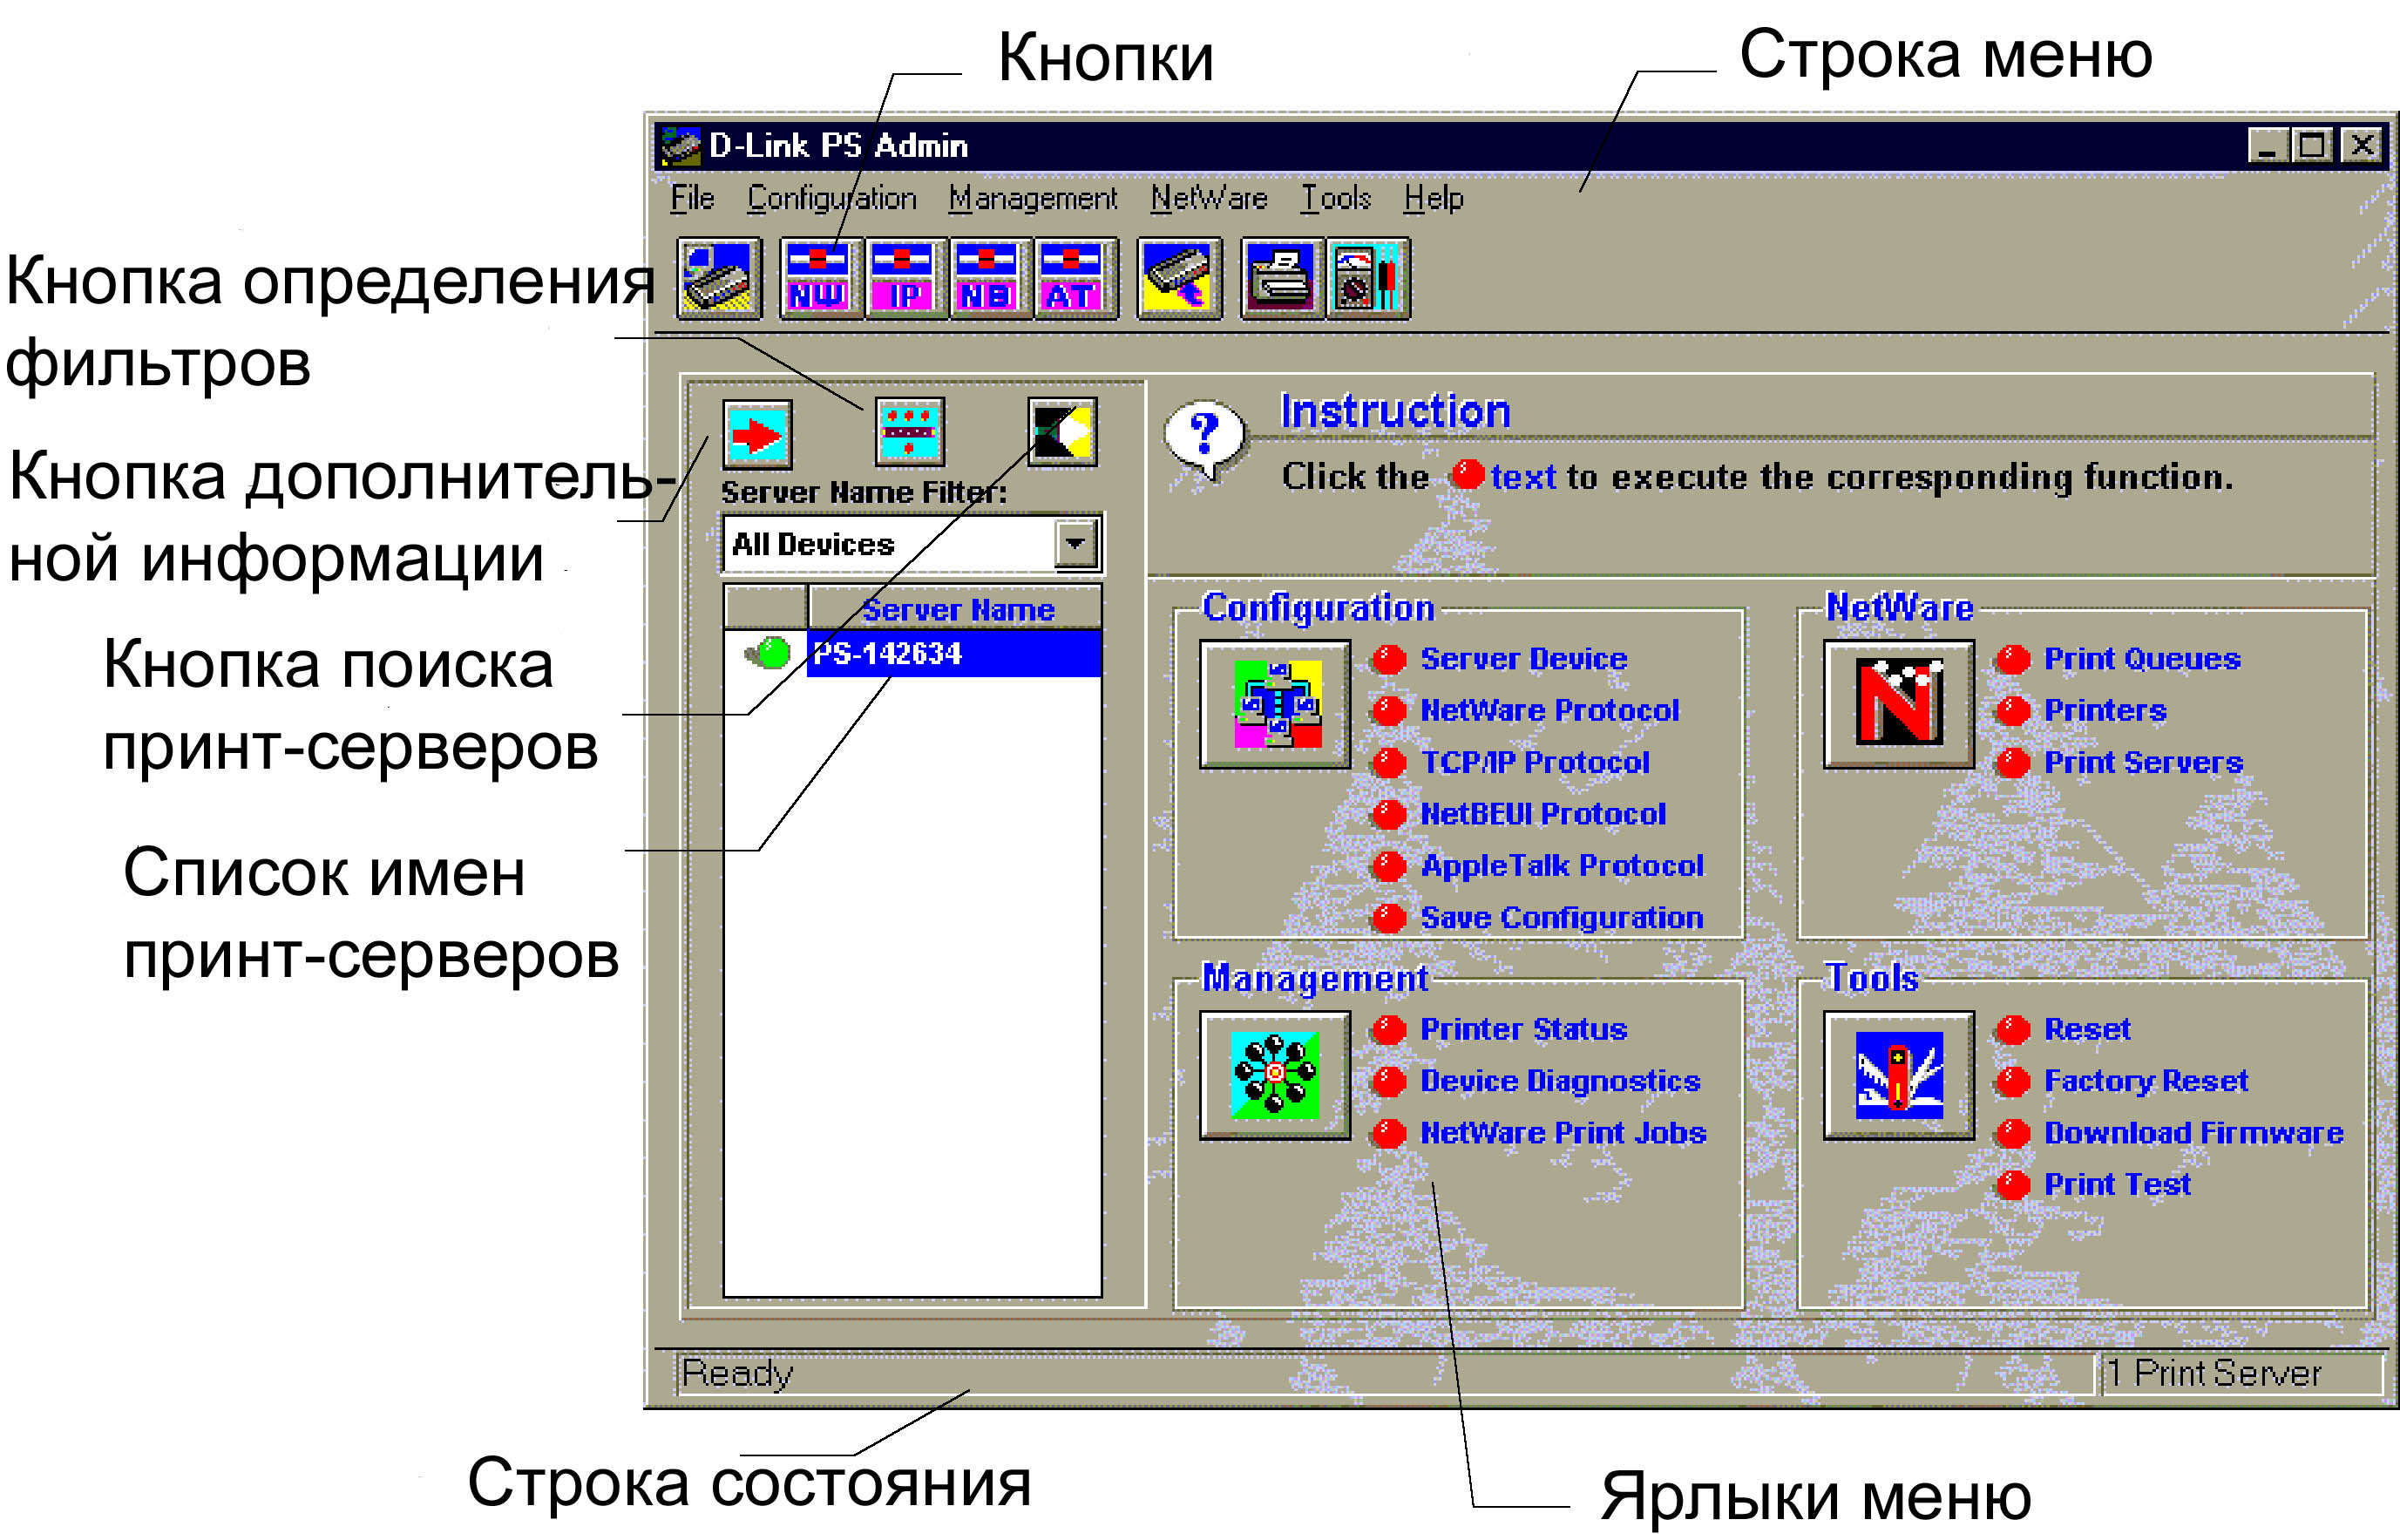 Кнопки
Строка меню
D-Link PS Admin
File Configuration Management NetWare Tools Help
NW IP NB AT
Кнопка определения
фильтров
Кнопка дополнитель-
ной информации
Кнопка поиска
принт-серверов
Список имен
принт-серверов
Server Name Filter:
All Devices
Server Name
PS-142634
?
Instruction
Click the text to execute the corresponding function.
Configuration
Server Device
NetWare Protocol
TCP/IP Protocol
NetBEUI Protocol
AppleTalk Protocol
Save Configuration
NetWare
N
Print Queues
Printers
Print Servers
Management
Printer Status
Device Diagnostics
NetWare Print Jobs
Tools
Reset
Factory Reset
Download Firmware
Print Test
Ready
1 Print Server
Строка состояния
Ярлыки меню